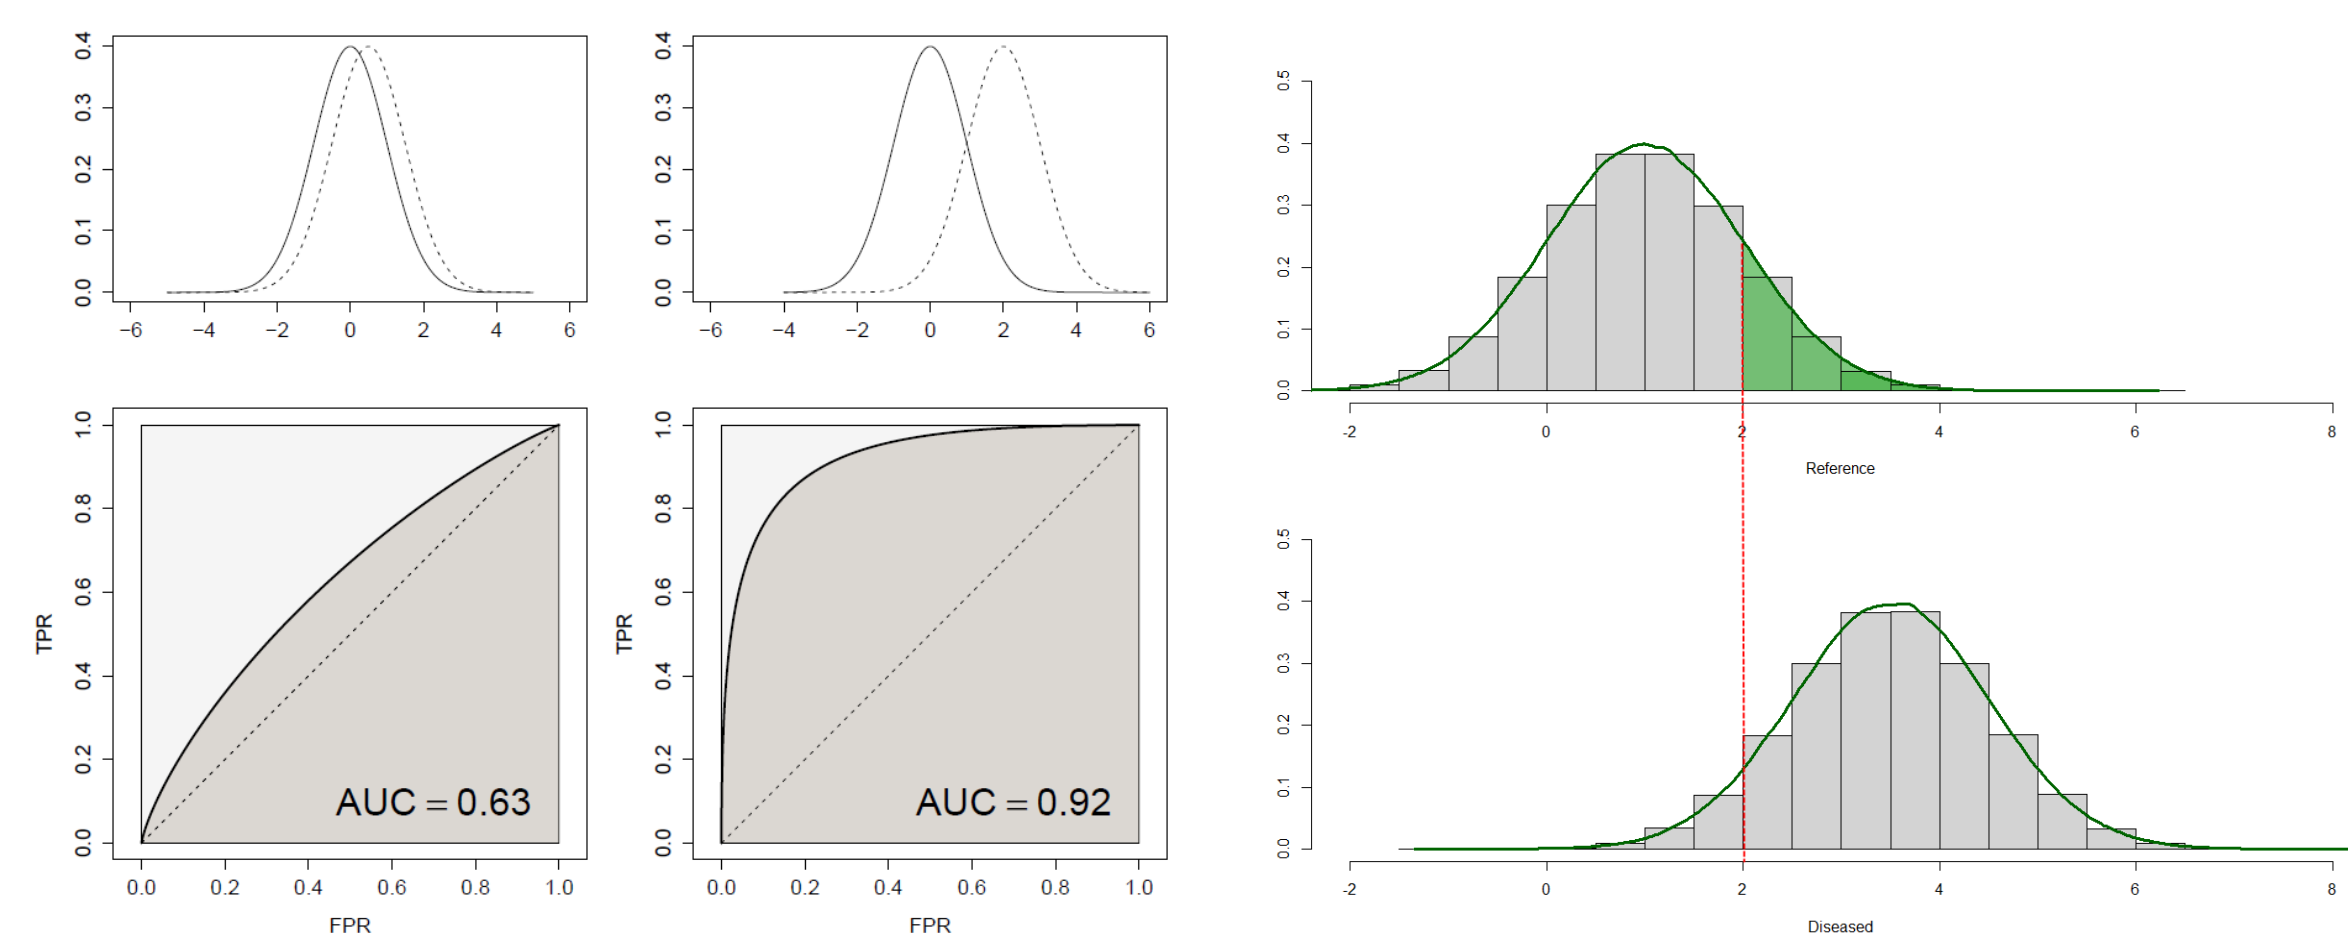 0.0 0.1 0.2 0.3 0.4
−6 −4 −2 0 2 4 6
0.0 0.1 0.2 0.3 0.4
−6 −4 −2 0 2 4 6
TPR
0.0 0.2 0.4 0.6 0.8 1.0
AUC = 0.63
0.0 0.2 0.4 0.6 0.8 1.0
FPR
TPR
0.0 0.2 0.4 0.6 0.8 1.0
AUC = 0.92
0.0 0.2 0.4 0.6 0.8 1.0
FPR
0.0 0.1 0.2 0.3 0.4 0.5
-2 0 2 4 6 8
Reference
0.0 0.1 0.2 0.3 0.4 0.5
-2 0 2 4 6 8
Diseased